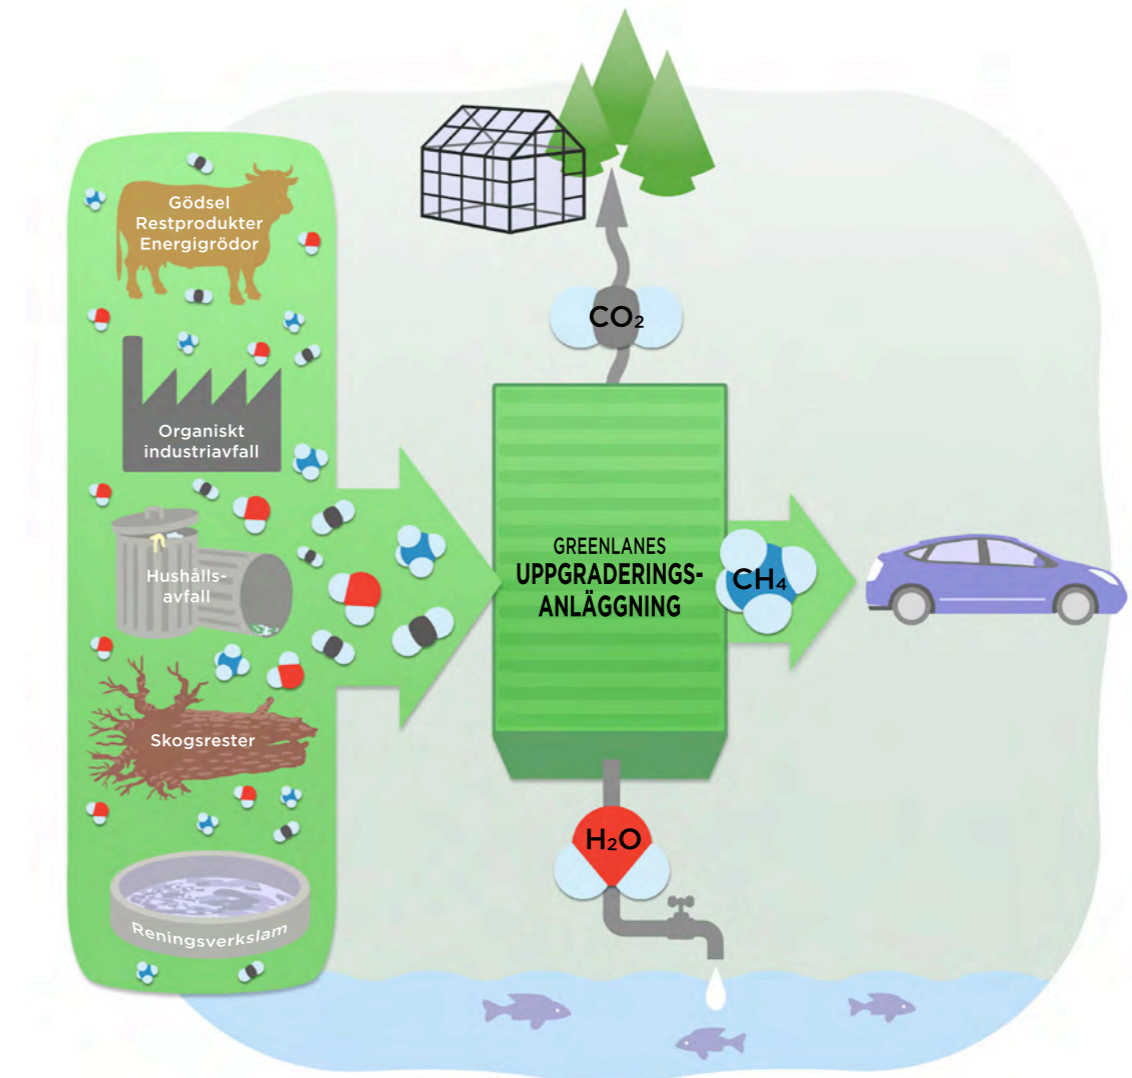 Gödsel
Restprodukter
Energigrödor
Organiskt
industriavfall
Hushålls-
avfall
Skogsrester
Reningsverkslam
CO₂
GREENLANES
UPPGRADERINGS-
ANLÄGGNING
CH₄
H₂O